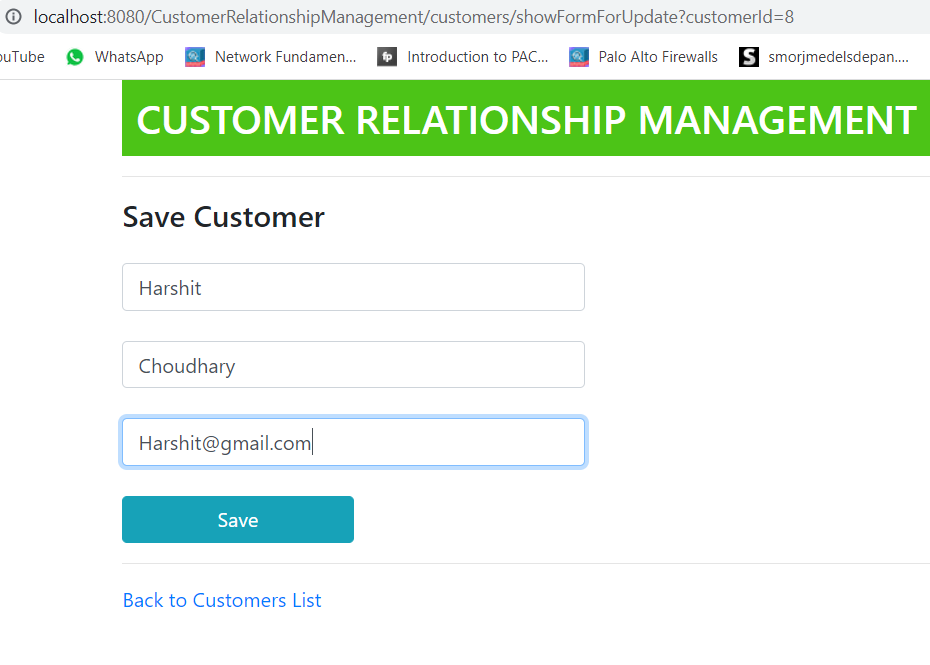 localhost:8080/CustomerRelationshipManagement/customers/showFormForUpdate?customerId=8
ouTube WhatsApp Network Fundamen... Introduction to PAC... Palo Alto Firewalls smorjmedelsdepan....
CUSTOMER RELATIONSHIP MANAGEMENT
Save Customer
Harshit
Choudhary
Harshit@gmail.com
Save
Back to Customers List